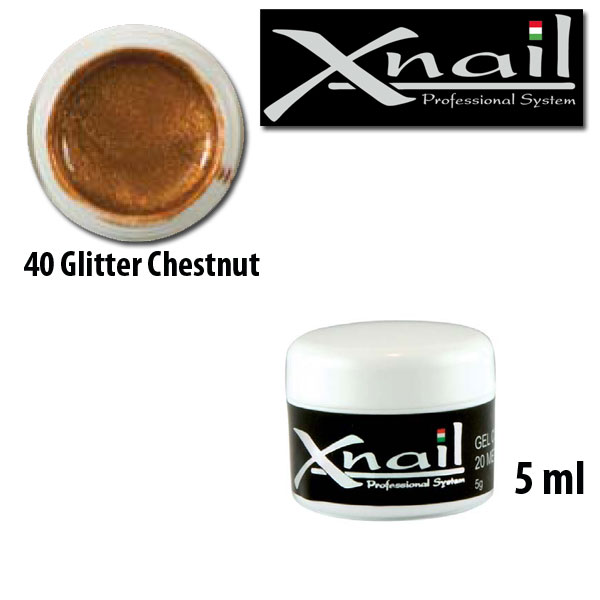 Xnail
Professional System
40 Glitter Chestnut
Xnail
Professional System
GEL
20
5g
5 ml